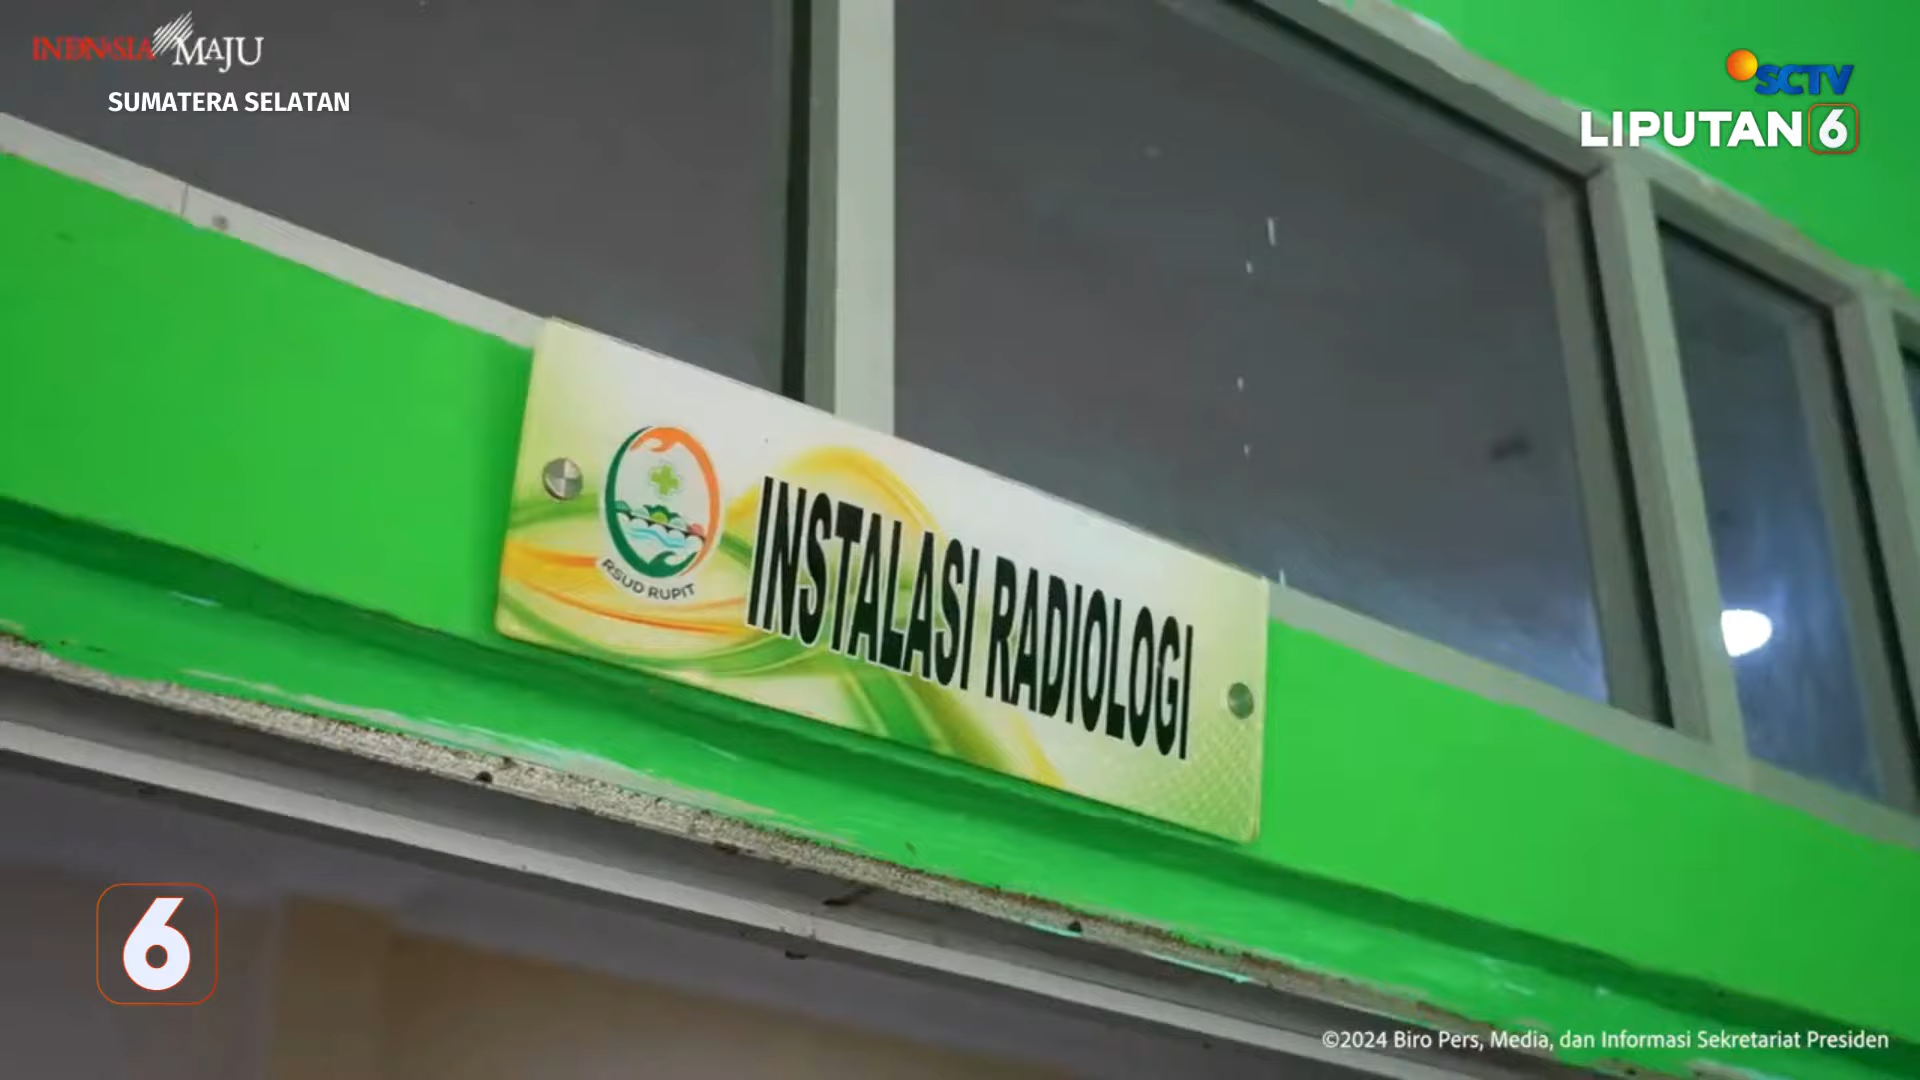 INDONESIA MAJU
SUMATERA SELATAN
SCTV
LIPUTAN 6
RSUD RUPIT
INSTALASI RADIOLOGI
6
©2024 Biro Pers, Media, dan Informasi Sekretariat Presiden